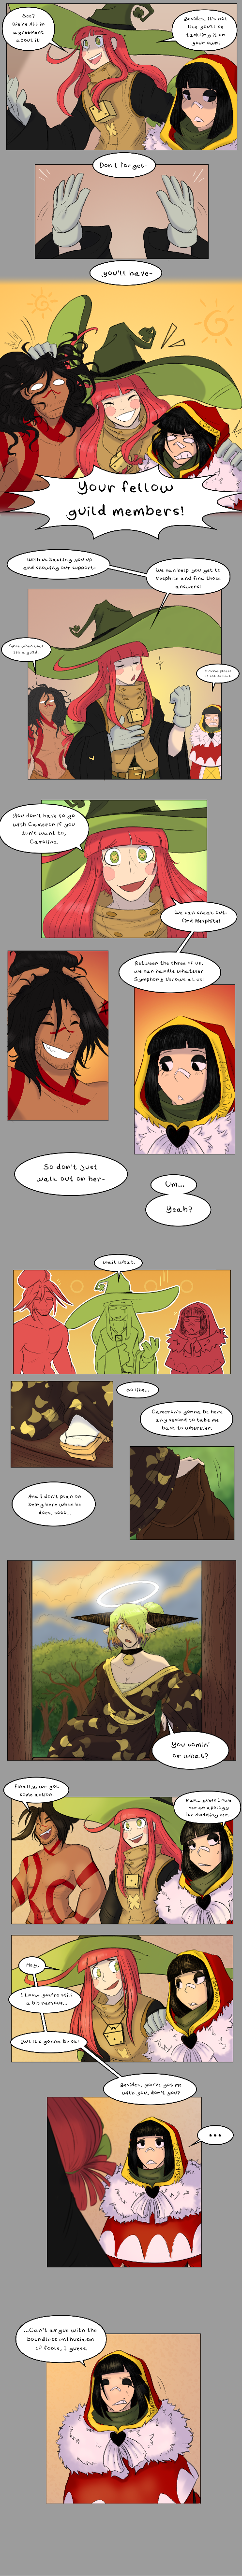 See?
We're all in
agreement
about it!
Besides, it's not
like you'll be
tackling it on
your own!
Don't forget-
you'll have-
Your fellow
guild members!
With us backing you up
and showing our support-
We can help you get to
Mesphite and find those
answers!
You don't have to go
with Cameron if you
don't want to,
Caroline.
We can sneak out-
find Mesphite!
Between the three of us,
we can handle whatever
Symphony throws at us!
So don't just
walk out on her-
Um...
Yeah?
Wait what.
So like...
Cameron's gonna be here
any second to take me
back to wherever.
And I don't plan on
being here when he
does, sooo...
You comin'
or what?
Finally, we got
some action!
Man... guess I owe
her an apology
for doubting her...
Hey,
I know you're still
a bit nervous...
But it's gonna be ok!
Besides, you've got me
with you, don't you?
...
...Can't argue with the
boundless enthusiasm
of fools, I guess.